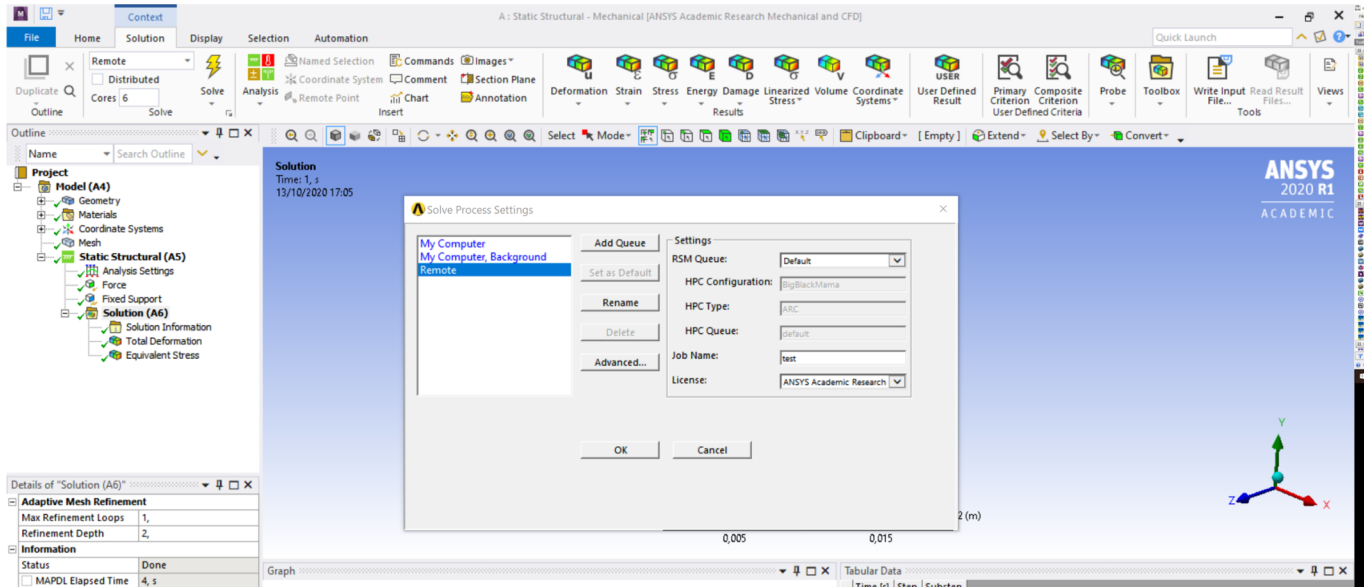 Context
A : Static Structural - Mechanical [ANSYS Academic Research Mechanical and CFD]
File Home Solution Display Selection Automation Quick Launch
Duplicate Q
Outline
Remote
Distributed
Cores 6
Solve
Solve
Analysis
Named Selection
Coordinate System
Remote Point
Commands
Comment
Chart
Images
Section Plane
Annotation
Insert
Deformation Strain Stress Energy Damage Linearized Stress Volume Coordinate Systems
Results
USER
User Defined Result
Primary Criterion
Composite Criterion
User Defined Criteria
Probe
Toolbox
Write Input File...
Read Result Files...
Tools
Views
Outline
Name Search Outline
Select Mode Clipboard [ Empty ] Extend Select By Convert
Project
Model (A4)
Geometry
Materials
Coordinate Systems
Mesh
Static Structural (A5)
Analysis Settings
Force
Fixed Support
Solution (A6)
Solution Information
Total Deformation
Equivalent Stress
Solution
Time: 1, s
13/10/2020 17:05
ANSYS
2020 R1
ACADEMIC
Solve Process Settings
My Computer
My Computer, Background
Remote
Add Queue
Set as Default
Rename
Delete
Advanced...
Settings
RSM Queue: Default
HPC Configuration: BigBlackMama
HPC Type: ARC
HPC Queue: default
Job Name: test
License: ANSYS Academic Research
OK Cancel
2 (m)
0,005 0,015
Y
Z
X
Details of "Solution (A6)"
Adaptive Mesh Refinement
Max Refinement Loops 1,
Refinement Depth 2,
Information
Status Done
MAPDL Elapsed Time 4, s
Graph
Tabular Data
Time [s] Step Substep